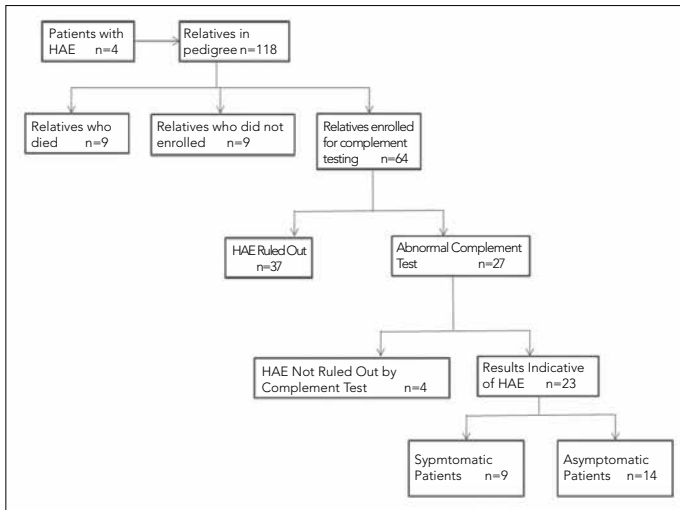 Patients with
HAE n=4
Relatives in
pedigree n=118
Relatives who
died n=9
Relatives who did not
enrolled n=9
Relatives enrolled
for complement
testing n=64
HAE Ruled Out
n=37
Abnormal Complement
Test n=27
HAE Not Ruled Out by
Complement Test n=4
Results Indicative
of HAE n=23
Sypmtomatic
Patients n=9
Asymptomatic
Patients n=14